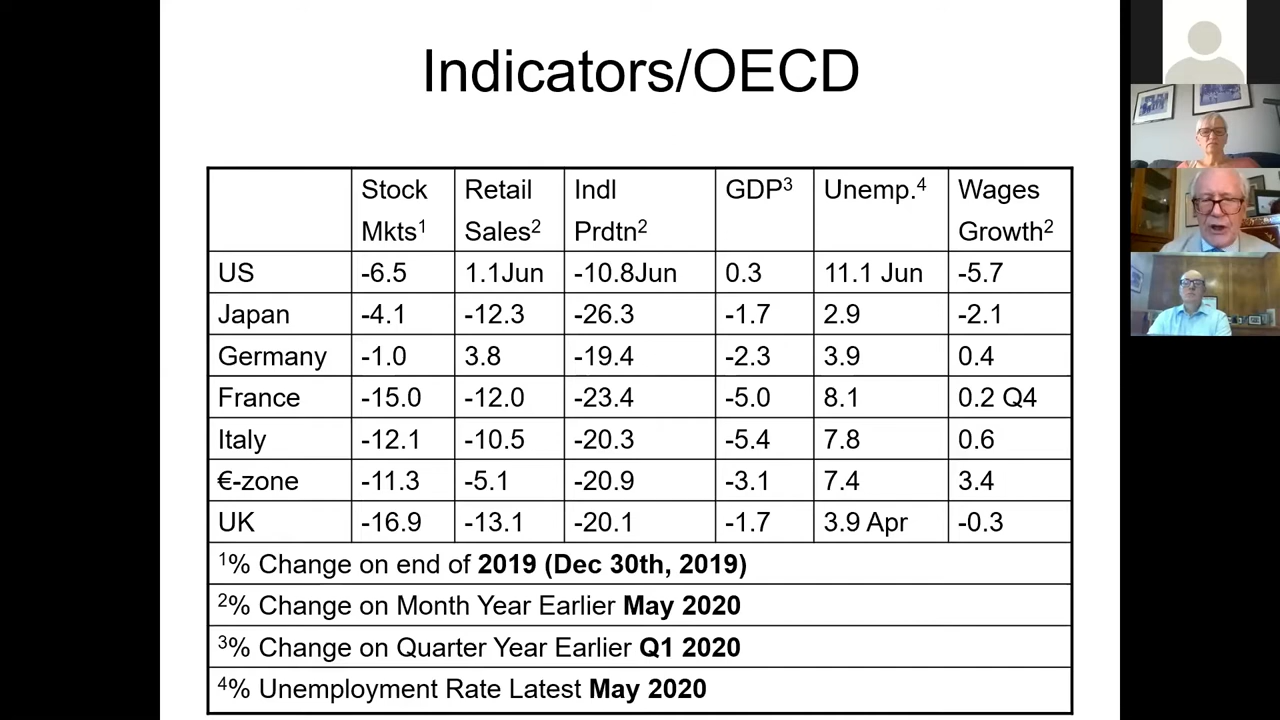 Indicators/OECD
Stock Mkts¹ Retail Sales² Indl Prdtn² GDP³ Unemp.⁴ Wages Growth²
US -6.5 1.1Jun -10.8Jun 0.3 11.1 Jun -5.7
Japan -4.1 -12.3 -26.3 -1.7 2.9 -2.1
Germany -1.0 3.8 -19.4 -2.3 3.9 0.4
France -15.0 -12.0 -23.4 -5.0 8.1 0.2 Q4
Italy -12.1 -10.5 -20.3 -5.4 7.8 0.6
€-zone -11.3 -5.1 -20.9 -3.1 7.4 3.4
UK -16.9 -13.1 -20.1 -1.7 3.9 Apr -0.3
¹% Change on end of 2019 (Dec 30th, 2019)
²% Change on Month Year Earlier May 2020
³% Change on Quarter Year Earlier Q1 2020
⁴% Unemployment Rate Latest May 2020